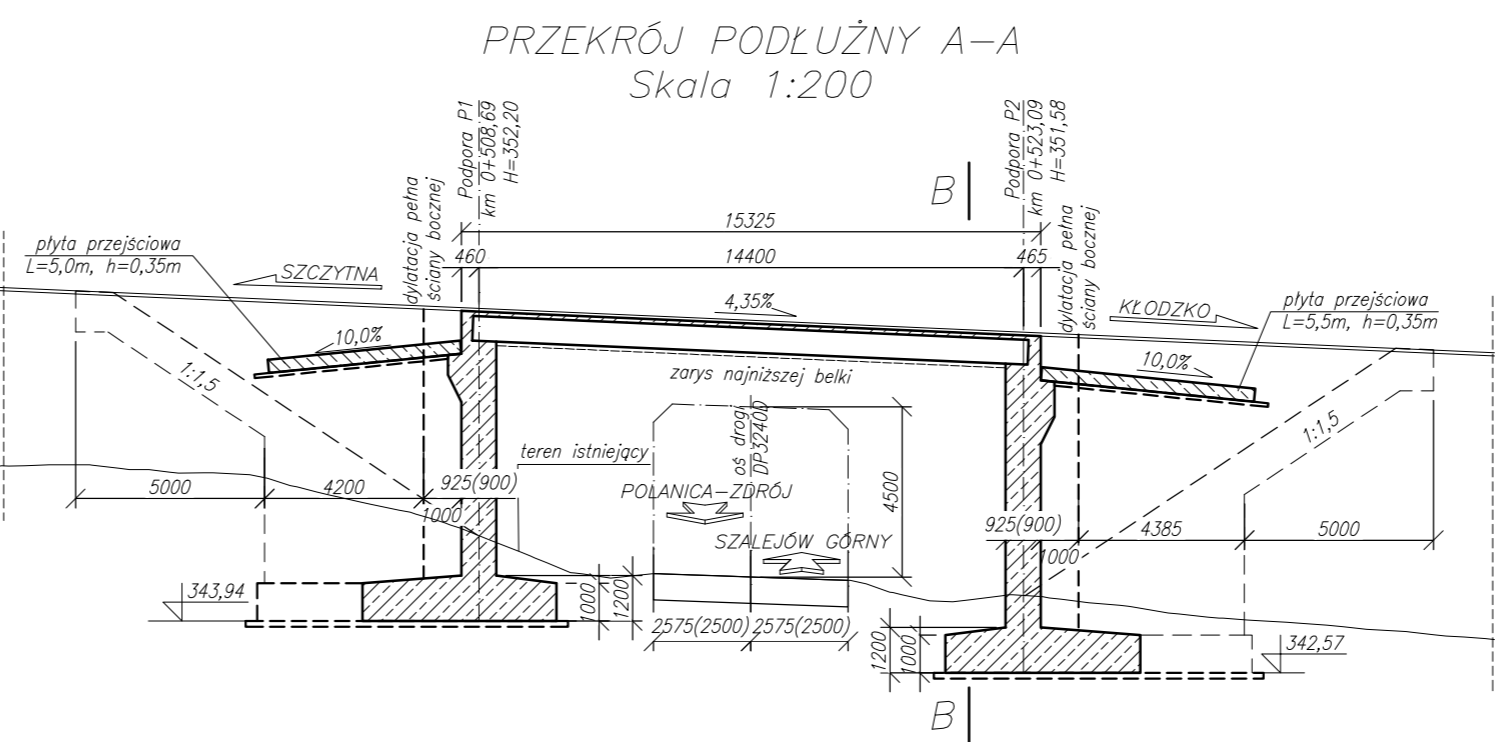 PRZEKRÓJ PODŁUŻNY A-A
Skala 1:200
Podpora P1
km 0+508,69
H=352,20
Podpora P2
km 0+523,09
H=351,58
dylatacja pełna
ściany bocznej
dylatacja pełna
ściany bocznej
B
15325
460
14400
465
płyta przejściowa
L=5,0m, h=0,35m
SZCZYTNA
4,35%
KŁODZKO
płyta przejściowa
L=5,5m, h=0,35m
10,0%
10,0%
1:1,5
zarys najniższej belki
1:1,5
oś drogi
DP3240D
teren istniejący
5000
4200
925(900)
1000
POLANICA-ZDRÓJ
4500
SZALEJÓW GÓRNY
925(900)
4385
5000
1000
343,94
1000
1200
2575(2500)
2575(2500)
1200
1000
342,57
B